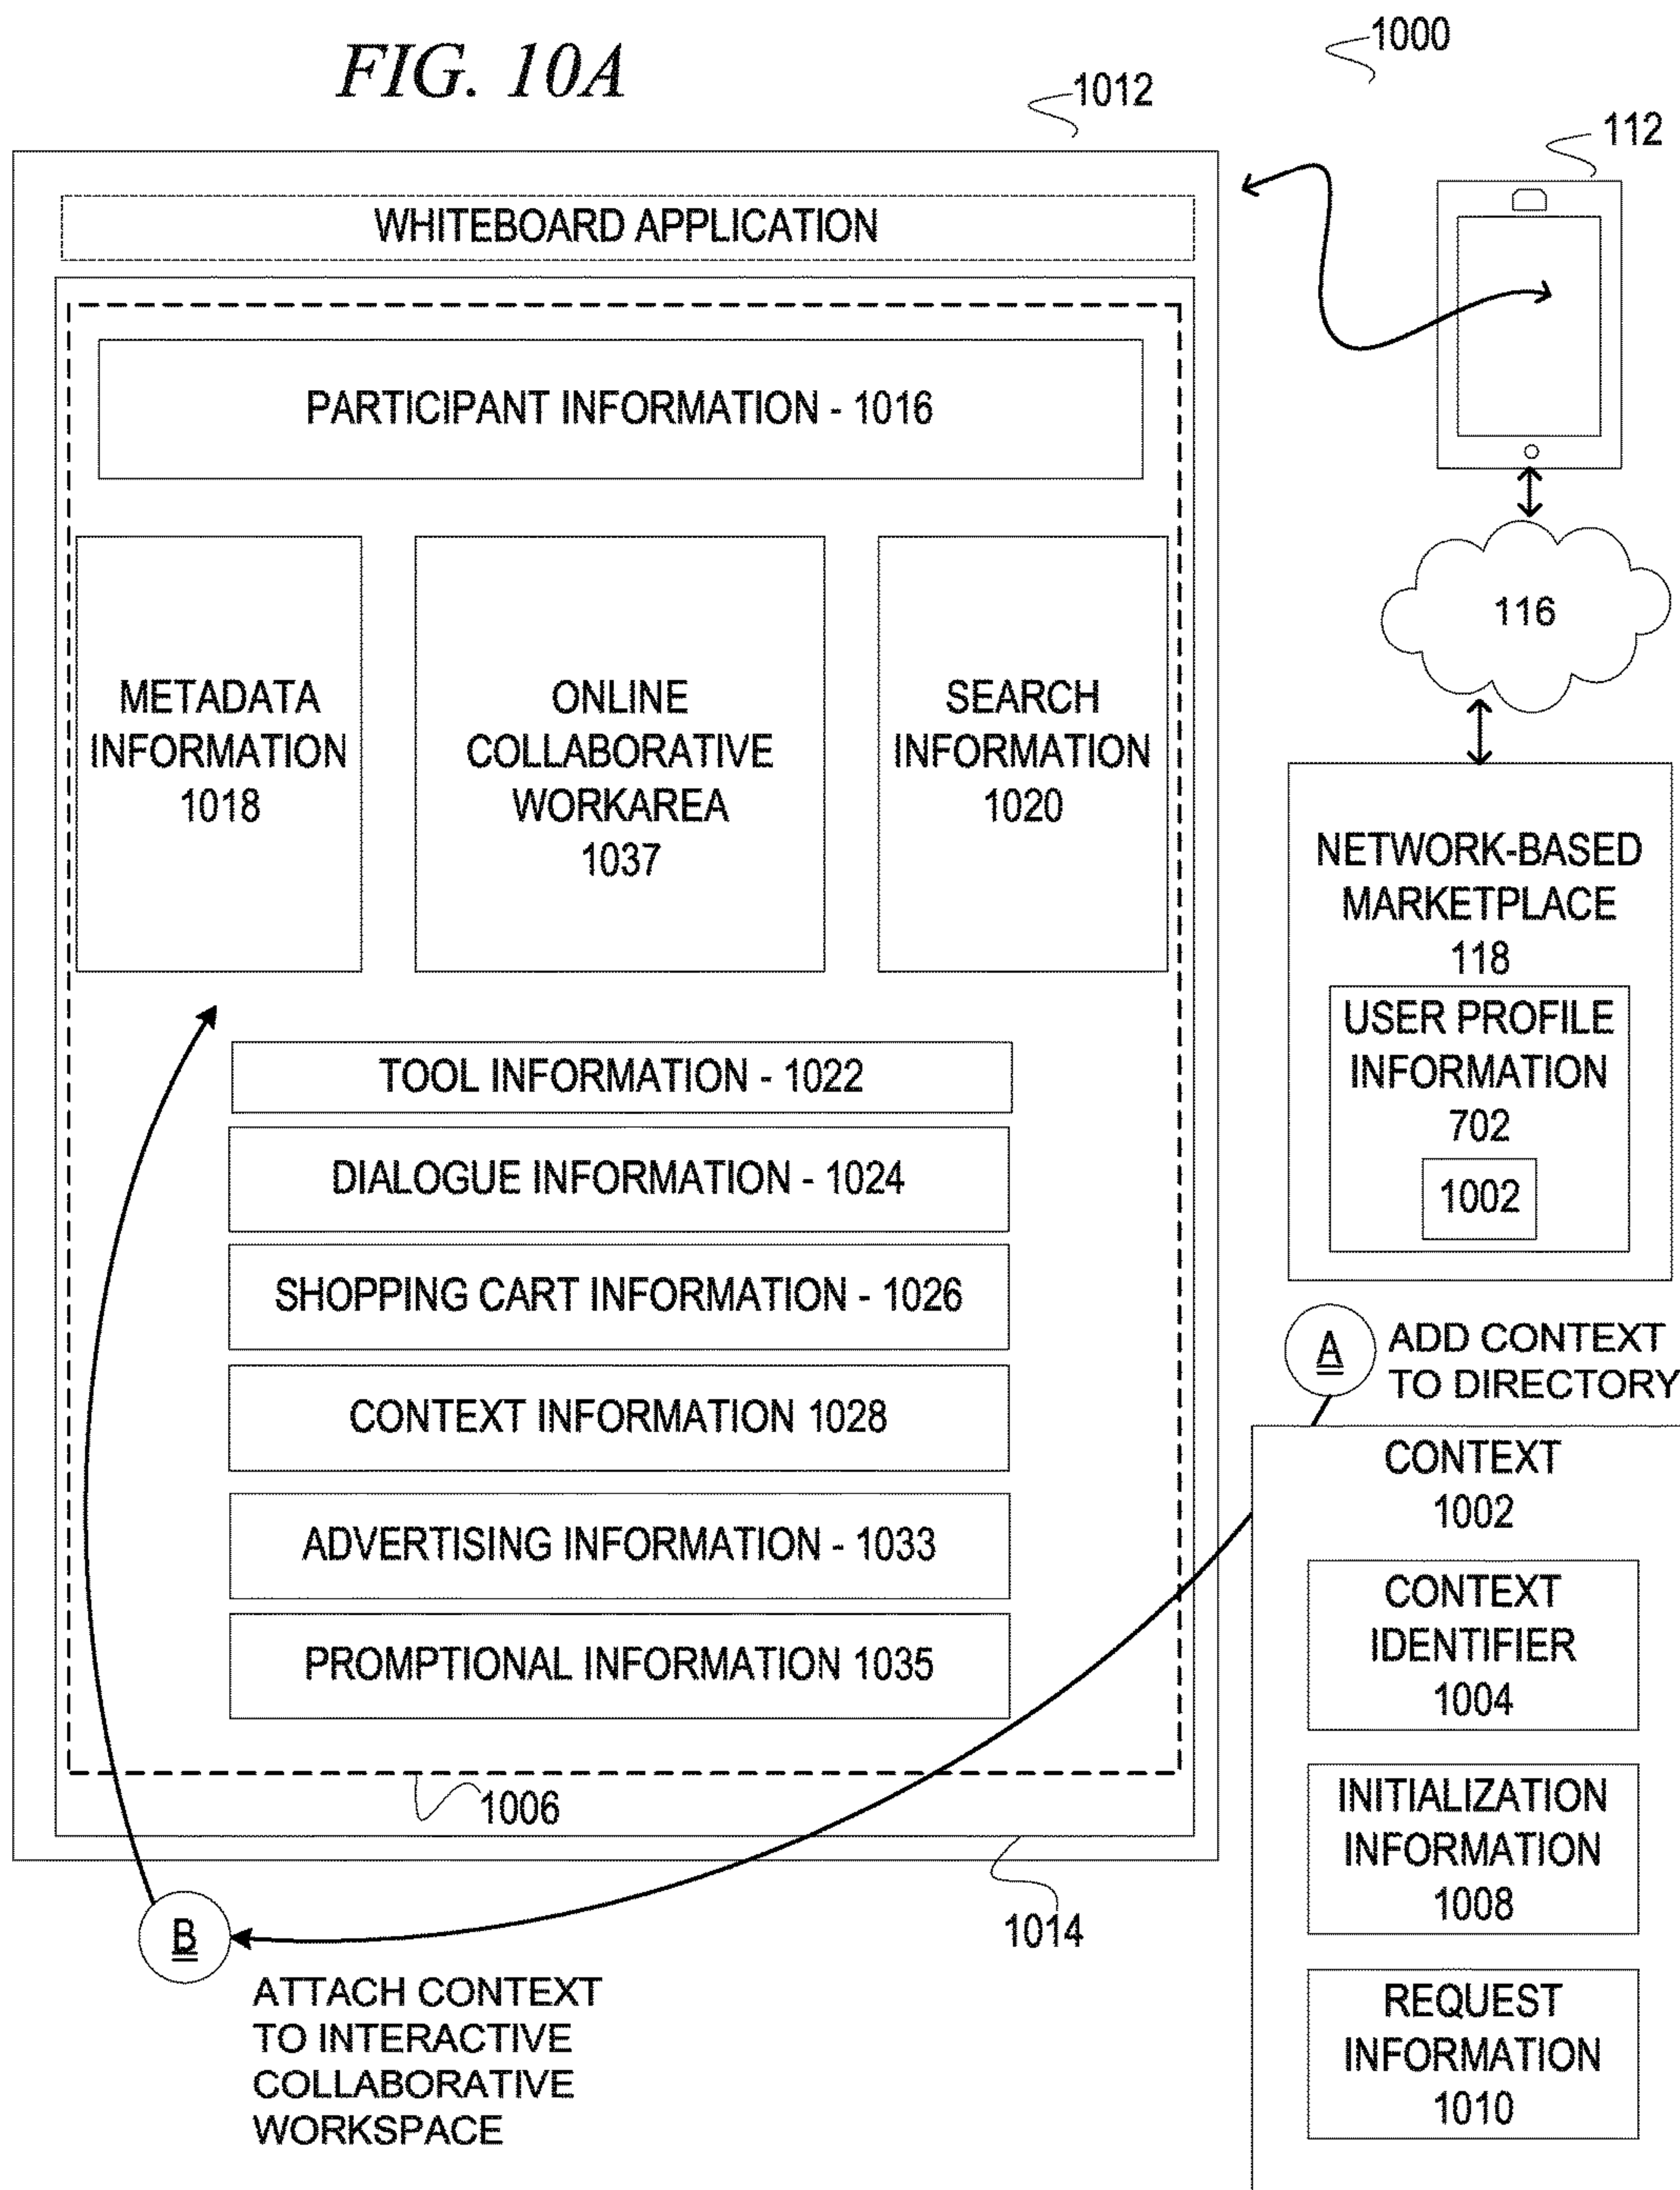 FIG. 10A
1000
1012
112
WHITEBOARD APPLICATION
PARTICIPANT INFORMATION - 1016
METADATA
INFORMATION
1018
ONLINE
COLLABORATIVE
WORKAREA
1037
SEARCH
INFORMATION
1020
TOOL INFORMATION - 1022
DIALOGUE INFORMATION - 1024
SHOPPING CART INFORMATION - 1026
CONTEXT INFORMATION 1028
ADVERTISING INFORMATION - 1033
PROMPTIONAL INFORMATION 1035
1006
1014
B
ATTACH CONTEXT
TO INTERACTIVE
COLLABORATIVE
WORKSPACE
116
NETWORK-BASED
MARKETPLACE
118
USER PROFILE
INFORMATION
702
1002
A
ADD CONTEXT
TO DIRECTORY
CONTEXT
1002
CONTEXT
IDENTIFIER
1004
INITIALIZATION
INFORMATION
1008
REQUEST
INFORMATION
1010